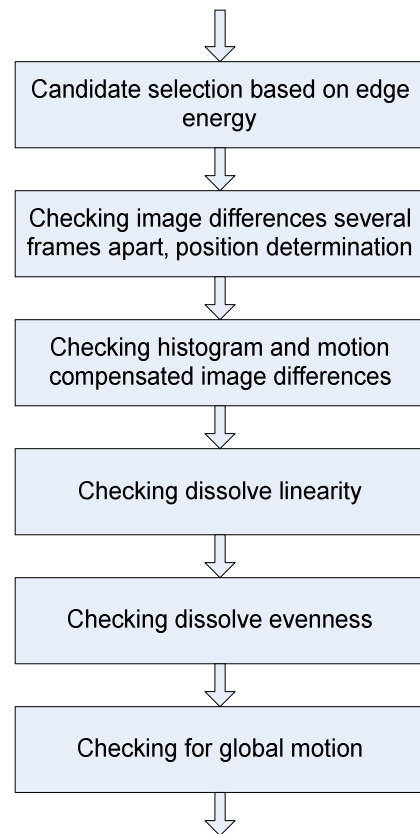 Candidate selection based on edge
energy
Checking image differences several
frames apart, position determination
Checking histogram and motion
compensated image differences
Checking dissolve linearity
Checking dissolve evenness
Checking for global motion